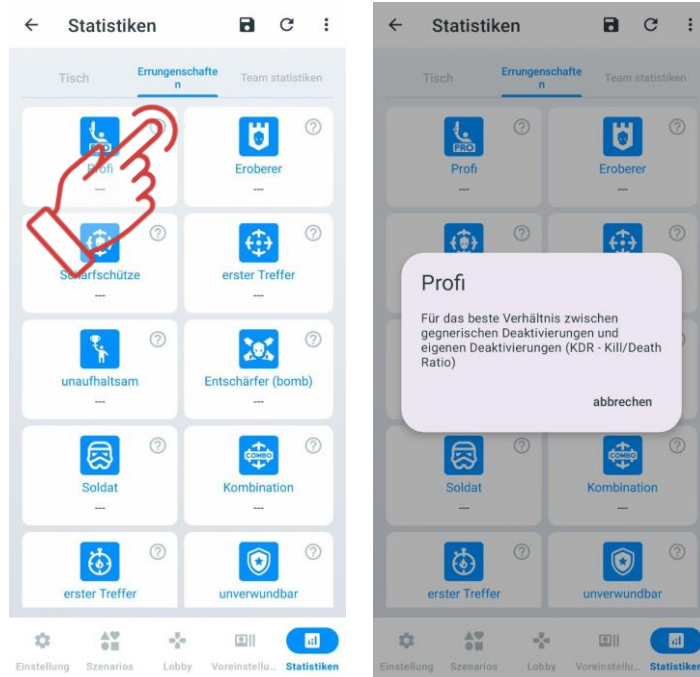 Statistiken
Tisch
Errungenschafte
n
Team statistiken
PRO
Profi
---
Eroberer
---
Scharfschütze
---
erster Treffer
---
unaufhaltsam
---
Entschärfer (bomb)
---
Soldat
---
COMBO
Kombination
---
erster Treffer
unverwundbar
Einstellung
Szenarios
Lobby
Voreinstellu...
Statistiken
Statistiken
Tisch
Errungenschafte
n
Team statistiken
PRO
Profi
---
Eroberer
---
Profi
Für das beste Verhältnis zwischen
gegnerischen Deaktivierungen und
eigenen Deaktivierungen (KDR - Kill/Death
Ratio)
abbrechen
Soldat
---
COMBO
Kombination
---
erster Treffer
unverwundbar
Einstellung
Szenarios
Lobby
Voreinstellu...
Statistiken